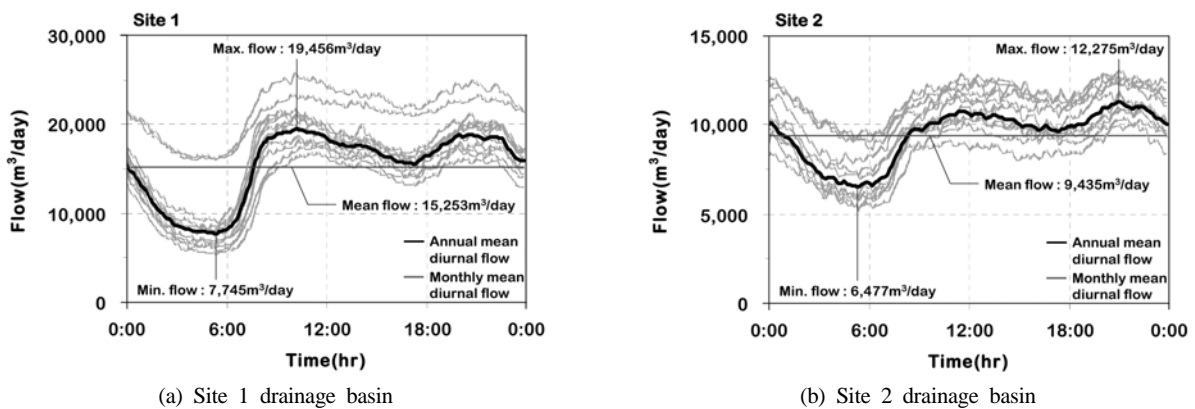 Site 1
30,000
20,000
10,000
0
Flow(m³/day)
Max. flow : 19,456m³/day
Mean flow : 15,253m³/day
Min. flow : 7,745m³/day
Annual mean
diurnal flow
Monthly mean
diurnal flow
0:00 6:00 12:00 18:00 0:00
Time(hr)
(a) Site 1 drainage basin
Site 2
15,000
10,000
5,000
0
Flow(m³/day)
Max. flow : 12,275m³/day
Mean flow : 9,435m³/day
Min. flow : 6,477m³/day
Annual mean
diurnal flow
Monthly mean
diurnal flow
0:00 6:00 12:00 18:00 0:00
Time(hr)
(b) Site 2 drainage basin